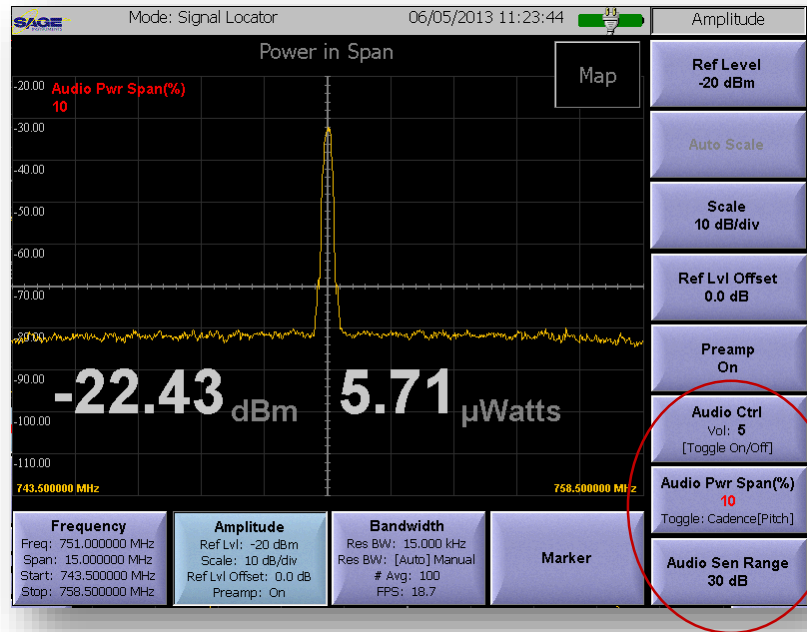 SAGE
INSTRUMENTS
Mode: Signal Locator
06/05/2013 11:23:44
Amplitude
Power in Span
Map
Audio Pwr Span(%)
10
-20.00
-30.00
-40.00
-50.00
-60.00
-70.00
-80.00
-90.00
-100.00
-110.00
-22.43 dBm
5.71 µWatts
743.500000 MHz
758.500000 MHz
Ref Level
-20 dBm
Auto Scale
Scale
10 dB/div
Ref Lvl Offset
0.0 dB
Preamp
On
Audio Ctrl
Vol: 5
[Toggle On/Off]
Audio Pwr Span(%)
10
Toggle: Cadence[Pitch]
Audio Sen Range
30 dB
Frequency
Freq: 751.000000 MHz
Span: 15.000000 MHz
Start: 743.500000 MHz
Stop: 758.500000 MHz
Amplitude
Ref Lvl: -20 dBm
Scale: 10 dB/div
Ref Lvl Offset: 0.0 dB
Preamp: On
Bandwidth
Res BW: 15.000 kHz
Res BW: [Auto] Manual
# Avg: 100
FPS: 18.7
Marker